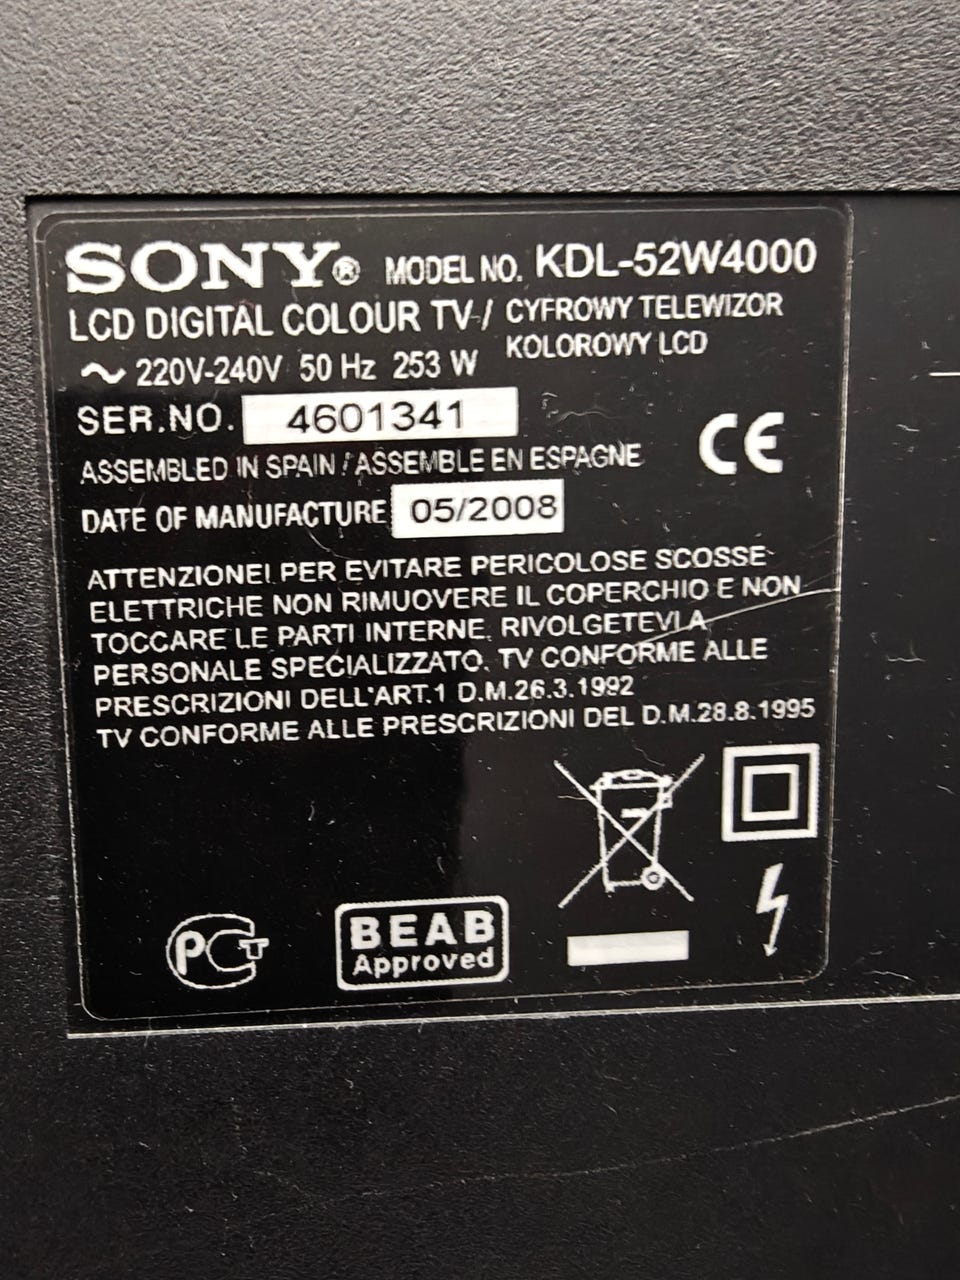 SONY® MODEL NO. KDL-52W4000
LCD DIGITAL COLOUR TV / CYFROWY TELEWIZOR
KOLOROWY LCD
~ 220V-240V 50 Hz 253 W
SER.NO. 4601341
ASSEMBLED IN SPAIN / ASSEMBLE EN ESPAGNE
CE
DATE OF MANUFACTURE 05/2008
ATTENZIONE! PER EVITARE PERICOLOSE SCOSSE
ELETTRICHE NON RIMUOVERE IL COPERCHIO E NON
TOCCARE LE PARTI INTERNE. RIVOLGETEVI A
PERSONALE SPECIALIZZATO. TV CONFORME ALLE
PRESCRIZIONI DELL'ART.1 D.M.26.3.1992
TV CONFORME ALLE PRESCRIZIONI DEL D.M.28.8.1995
PCT
BEAB
Approved